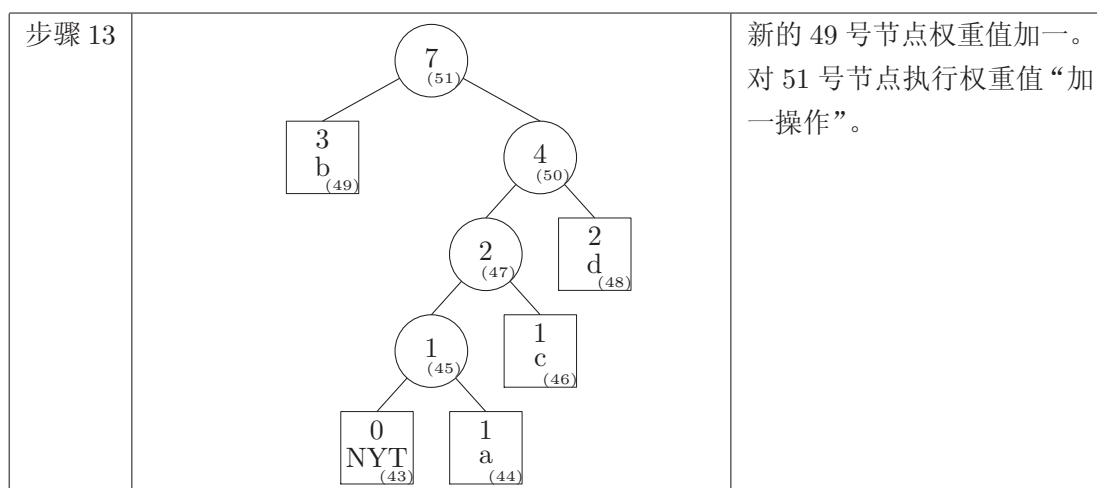 步骤 13
7
(51)
3
b
(49)
4
(50)
2
(47)
2
d
(48)
1
(45)
1
c
(46)
0
NYT
(43)
1
a
(44)
新的 49 号节点权重值加一。
对 51 号节点执行权重值“加
一操作”。